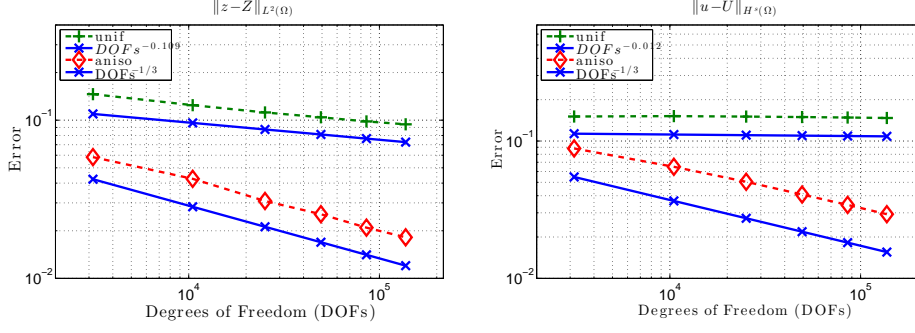 ‖z−Z‖_{L²(Ω)}
unif
DOFs^{−0.109}
aniso
DOFs^{−1/3}
Error
10^{−1}
10^{−2}
10^4
10^5
Degrees of Freedom (DOFs)
‖u−U‖_{H^s(Ω)}
unif
DOFs^{−0.012}
aniso
DOFs^{−1/3}
Error
10^{−1}
10^{−2}
10^4
10^5
Degrees of Freedom (DOFs)